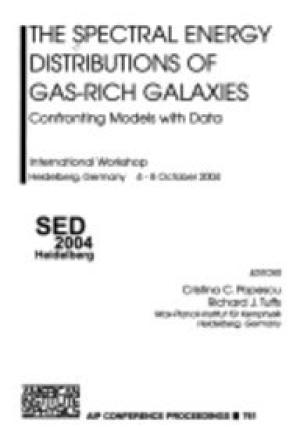 THE SPECTRAL ENERGY
DISTRIBUTIONS OF
GAS-RICH GALAXIES
Confronting Models with Data
International Workshop
Heidelberg, Germany 4 - 8 October 2004
SED
2004
Heidelberg
EDITORS
Cristina C. Popescu
Richard J. Tuffs
Max-Planck-Institut für Kernphysik
Heidelberg, Germany
AIP CONFERENCE PROCEEDINGS 761